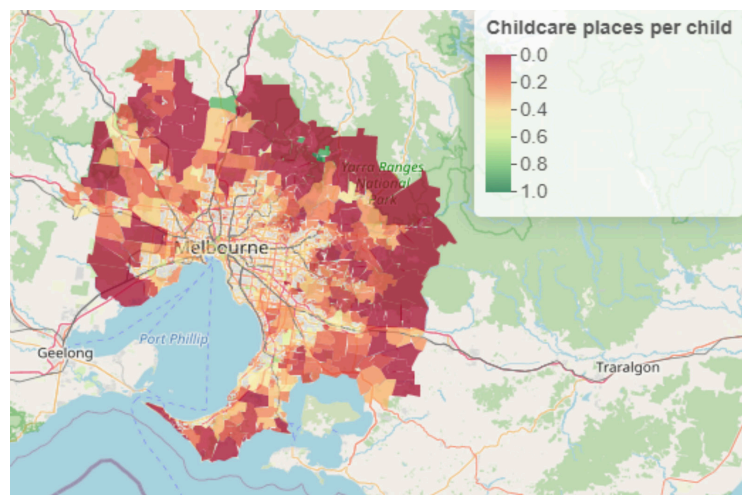 Childcare places per child
0.0
0.2
0.4
0.6
0.8
1.0
Yarra Ranges
National
Park
Melbourne
Port Phillip
Geelong
Traralgon